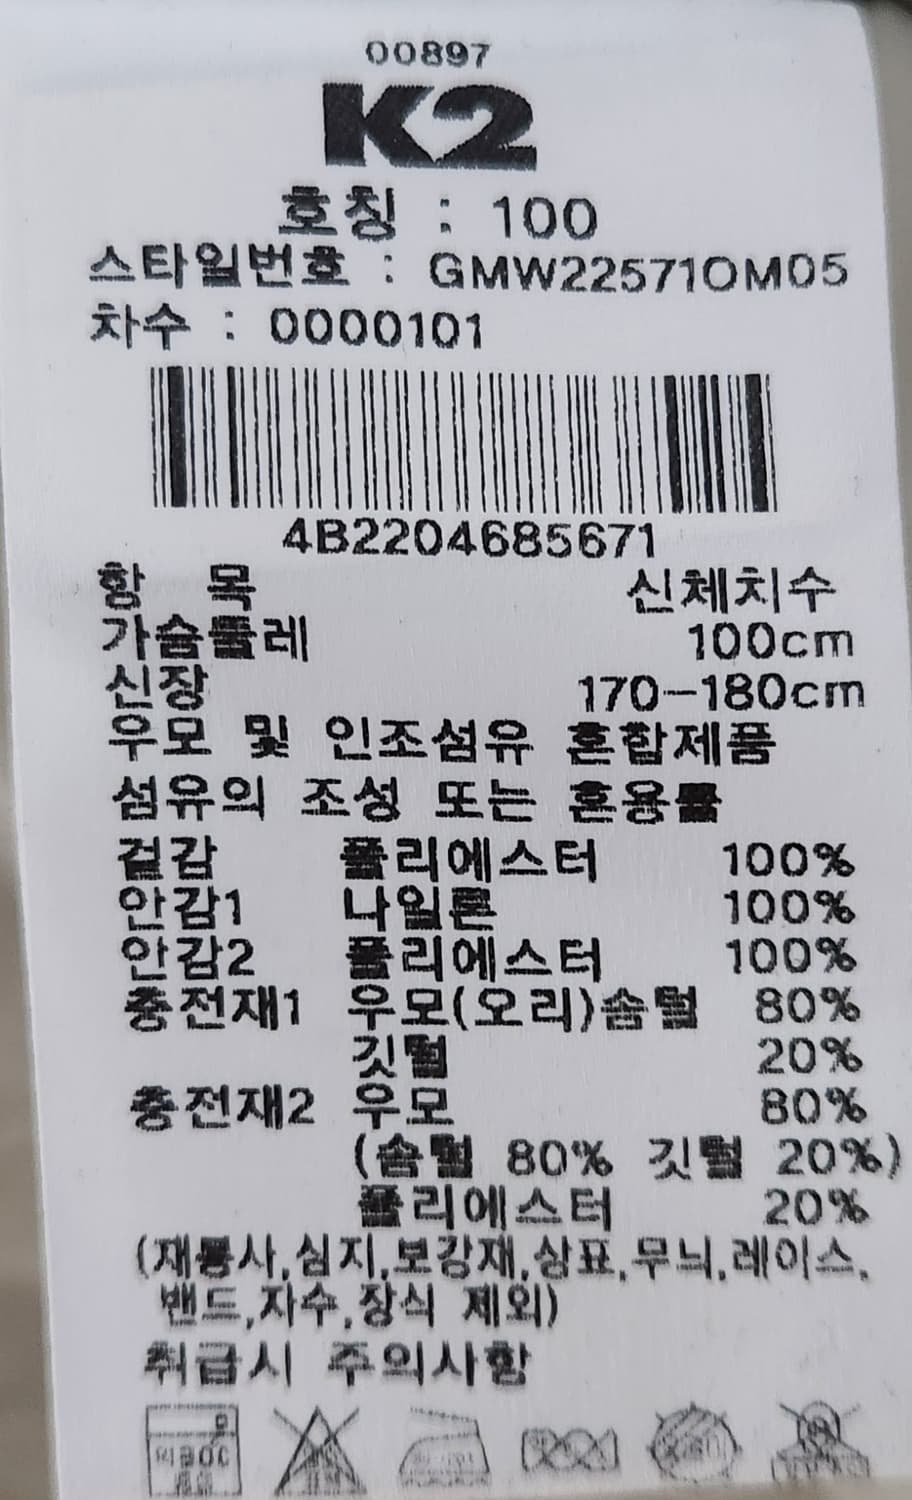 00897
K2
호칭 : 100
스타일번호 : GMW22571OM05
차수 : 0000101
4B2204685671
항 목 신체치수
가슴둘레 100cm
신장 170-180cm
우모 및 인조섬유 혼합제품
섬유의 조성 또는 혼용률
겉감 폴리에스터 100%
안감1 나일론 100%
안감2 폴리에스터 100%
충전재1 우모(오리)솜털 80%
깃털 20%
충전재2 우모 80%
(솜털 80% 깃털 20%)
폴리에스터 20%
(재봉사,심지,보강재,상표,무늬,레이스,
밴드,자수,장식 제외)
취급시 주의사항